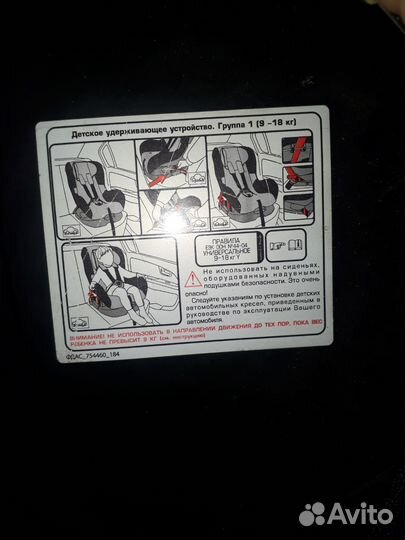 Детское удерживающее устройство. Группа 1 (9 -18 кг)
ПРАВИЛА
ЕЭК ООН №44-04
УНИВЕРСАЛЬНОЕ
9-18 кг Y
Не использовать на сиденьях,
оборудованных надувными
подушками безопасности. Это очень
опасно!
Следуйте указаниям по установке детских
автомобильных кресел, приведенным в
руководстве по эксплуатации Вашего
автомобиля.
ВНИМАНИЕ! НЕ ИСПОЛЬЗОВАТЬ В НАПРАВЛЕНИИ ДВИЖЕНИЯ ДО ТЕХ ПОР, ПОКА ВЕС
РЕБЕНКА НЕ ПРЕВЫСИТ 9 КГ (см. инструкцию)
ФДАС_754460_184
Avito